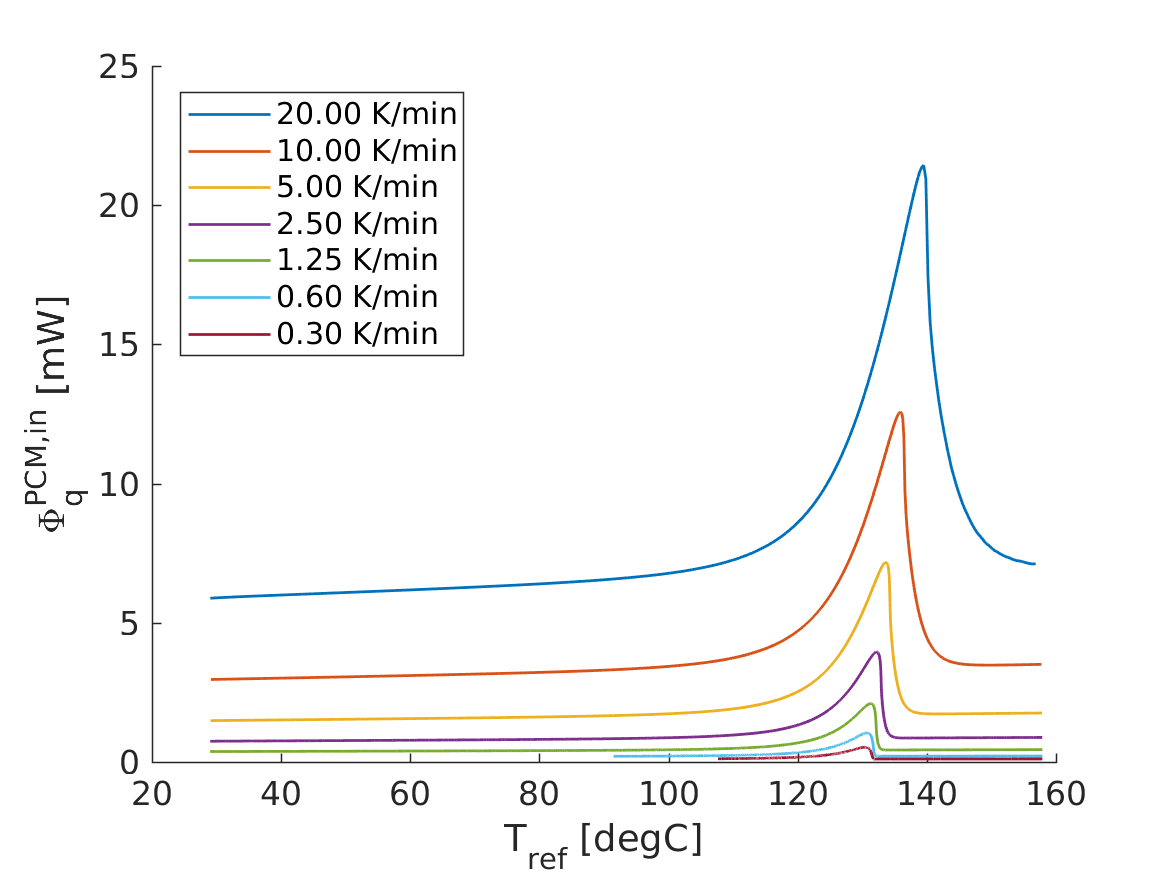 25
20
15
10
5
0
20 40 60 80 100 120 140 160
Φq^PCM,in [mW]
T_ref [degC]
20.00 K/min
10.00 K/min
5.00 K/min
2.50 K/min
1.25 K/min
0.60 K/min
0.30 K/min